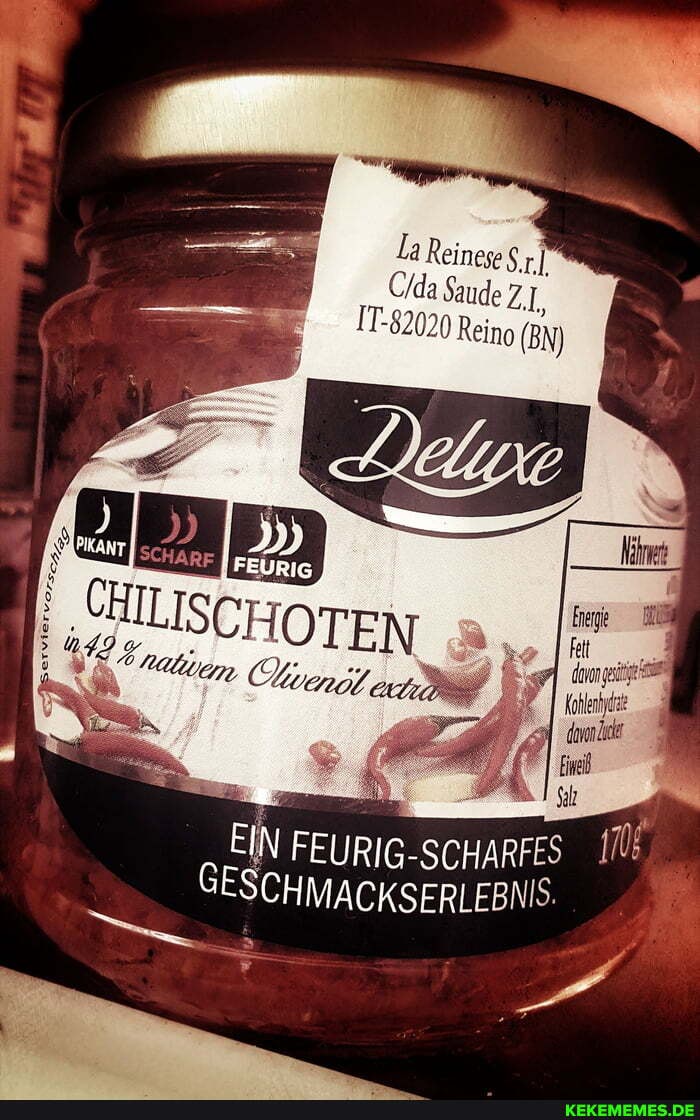 La Reinese S.r.l.
C/da Saude Z.I.,
IT-82020 Reino (BN)
Deluxe
PIKANT
SCHARF
FEURIG
Serviervorschlag
CHILISCHOTEN
in 42 % nativem Olivenöl extra
Nährwerte
Energie
Fett
davon gesättigte
Kohlenhydrate
davon Zucker
Eiweiß
Salz
EIN FEURIG-SCHARFES
GESCHMACKSERLEBNIS.
170 g
KEKEMEMES.DE